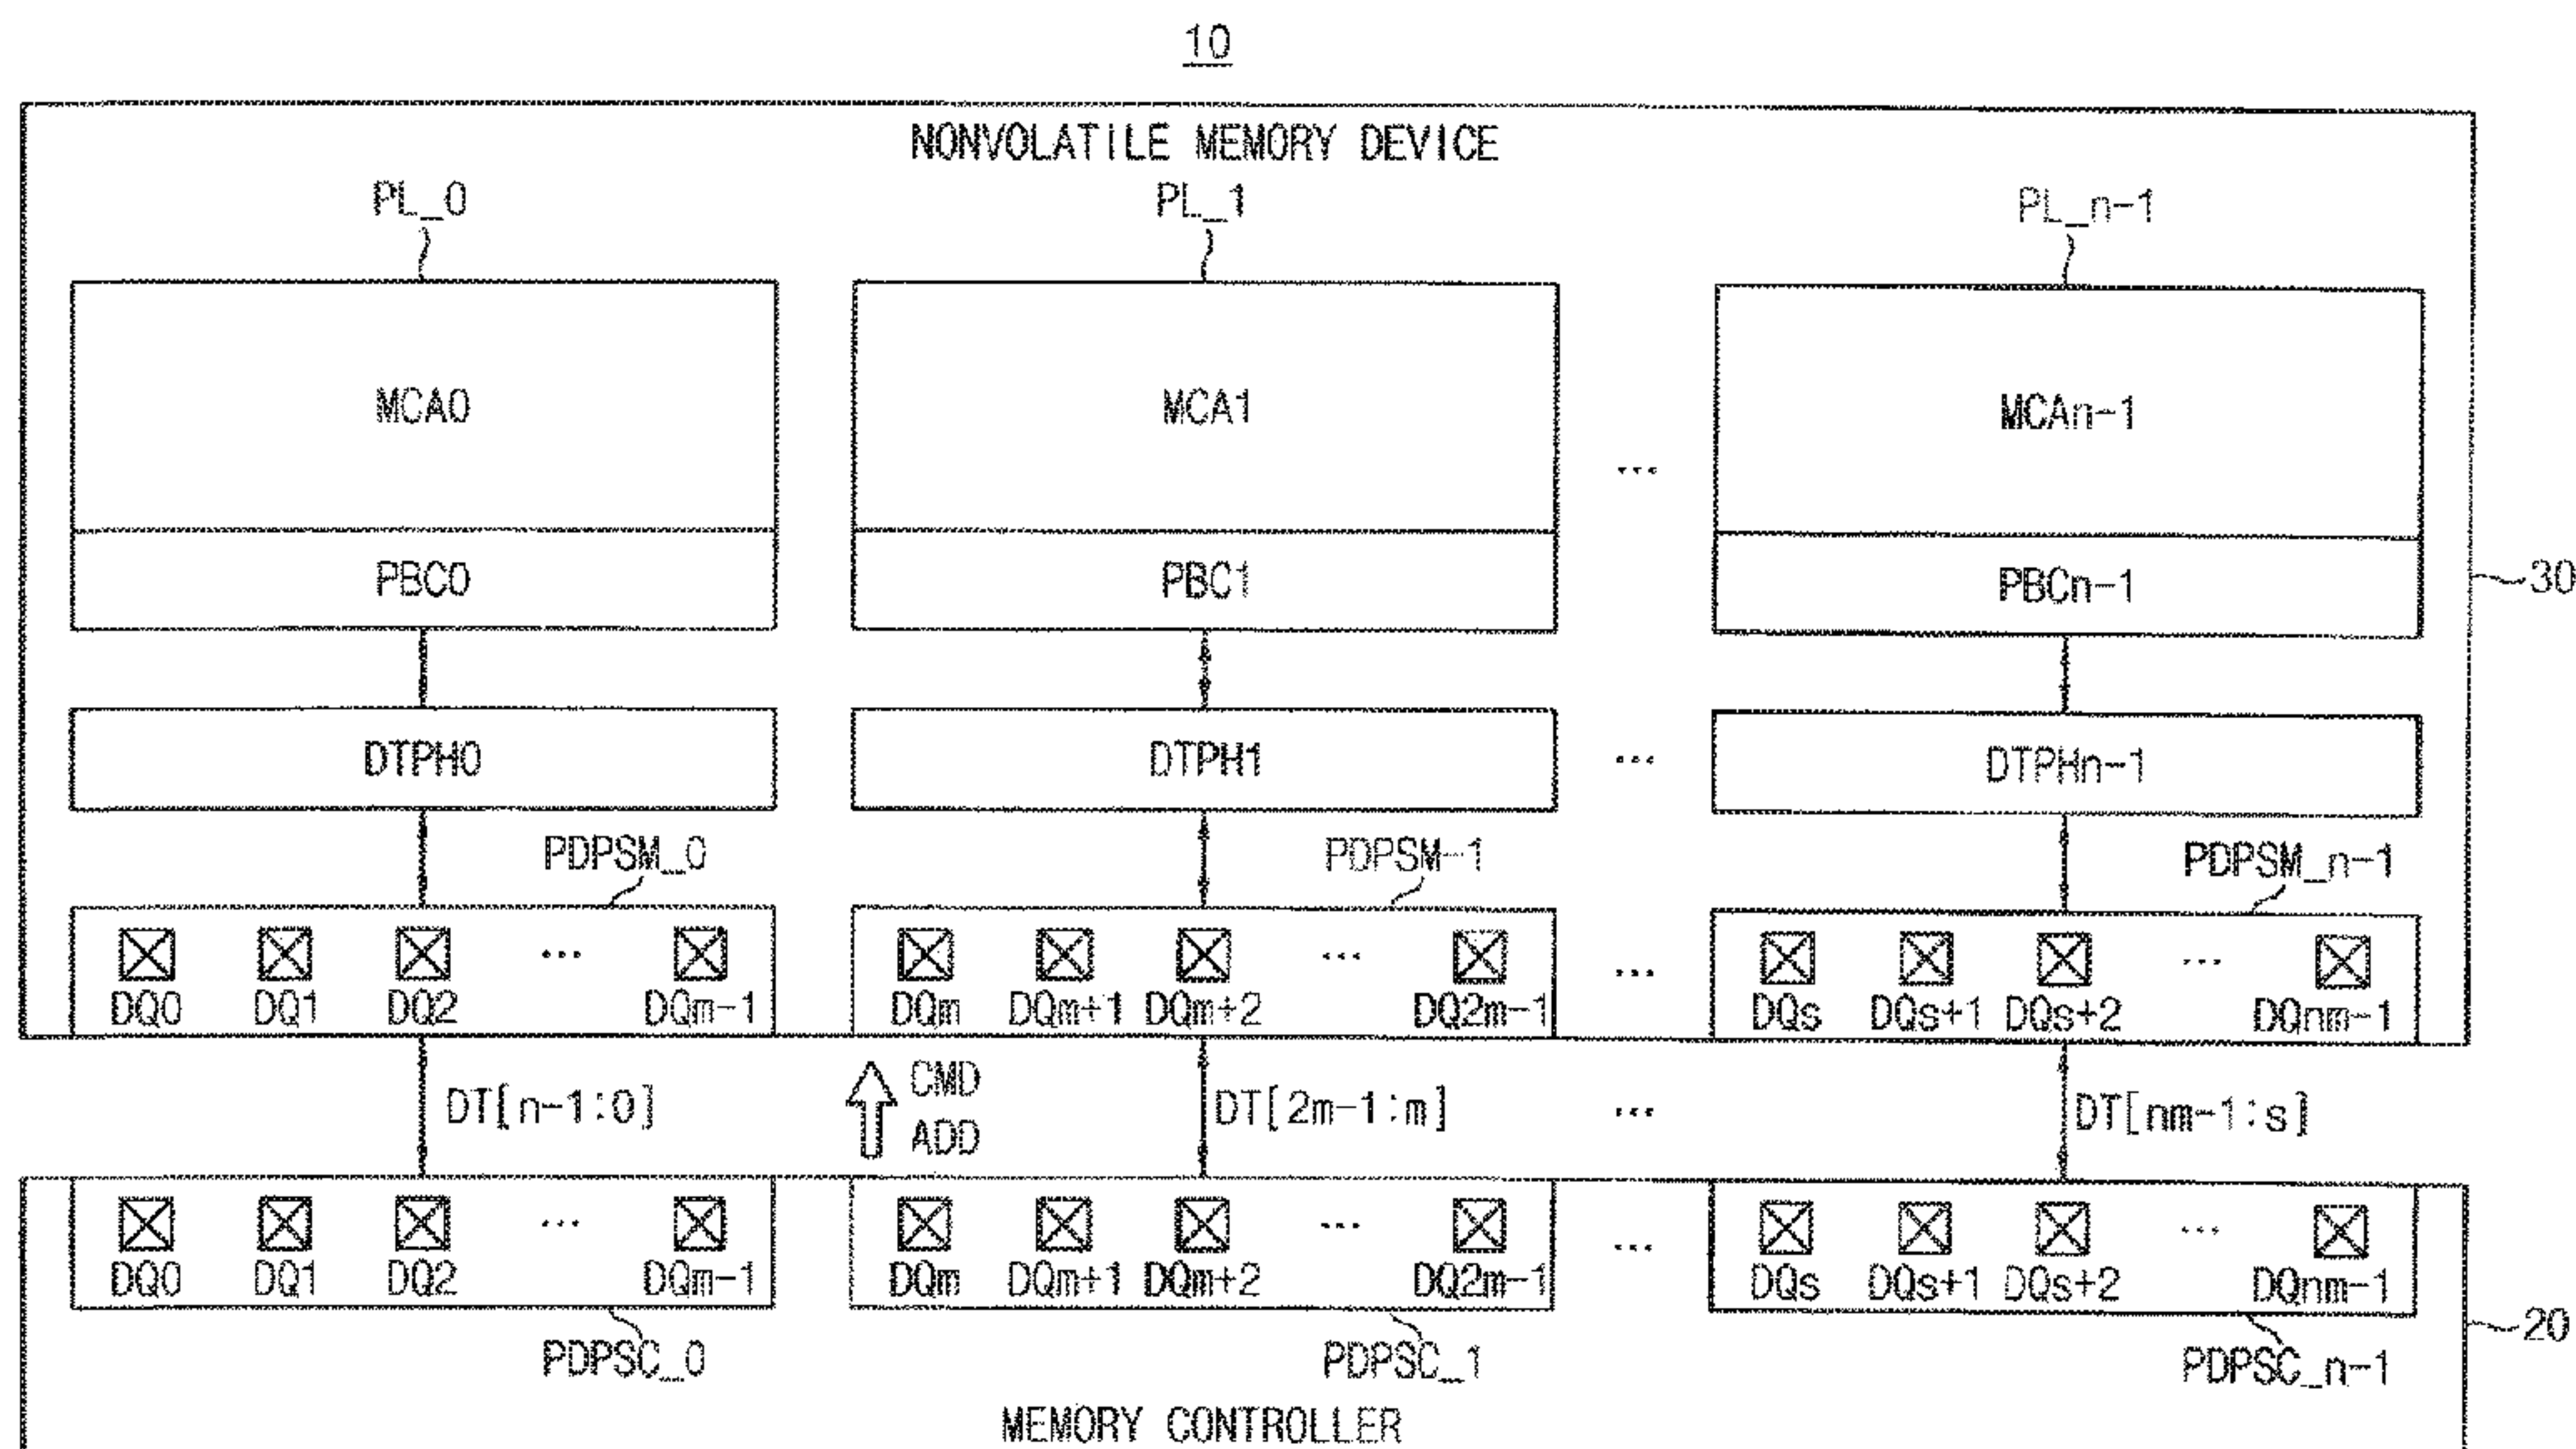 10
NONVOLATILE MEMORY DEVICE
PL_0 PL_1 PL_n-1
MCA0 MCA1 ... MCAn-1
PBC0 PBC1 PBCn-1
30
DTPH0 DTPH1 ... DTPHn-1
PDPSM_0 PDPSM-1 PDPSM_n-1
DQ0 DQ1 DQ2 ... DQm-1 DQm DQm+1 DQm+2 ... DQ2m-1 ... DQs DQs+1 DQs+2 ... DQnm-1
DT[n-1:0] CMD ADD DT[2m-1:m] ... DT[nm-1:s]
DQ0 DQ1 DQ2 ... DQm-1 DQm DQm+1 DQm+2 ... DQ2m-1 ... DQs DQs+1 DQs+2 ... DQnm-1
20
PDPSC_0 PDPSC_1 PDPSC_n-1
MEMORY CONTROLLER